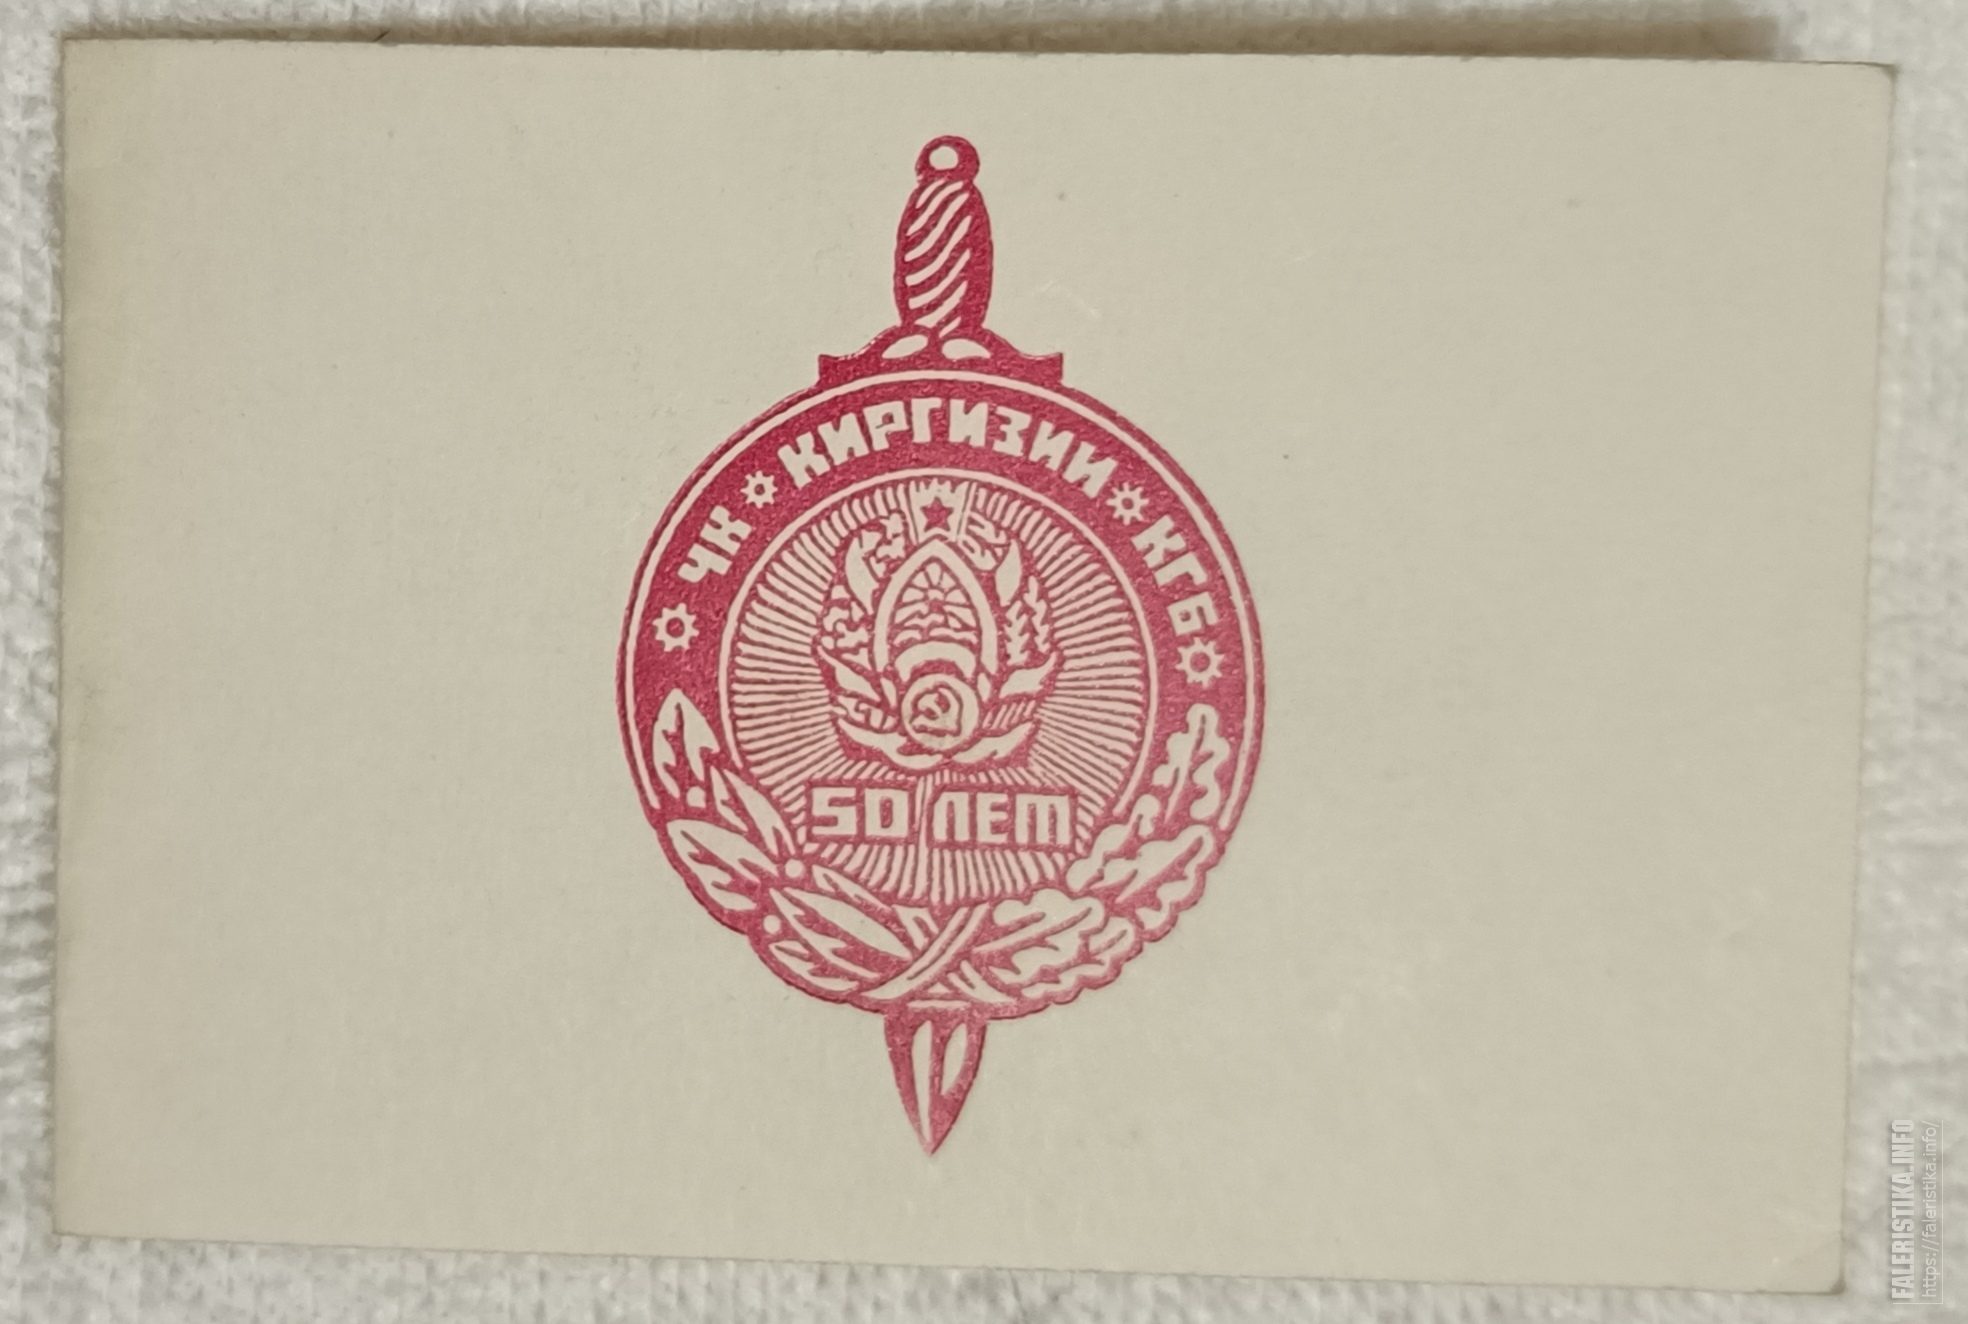 ЧК КИРГИЗИИ КГБ
50 ЛЕТ
FALERISTIKA.INFO
https://faleristika.info/